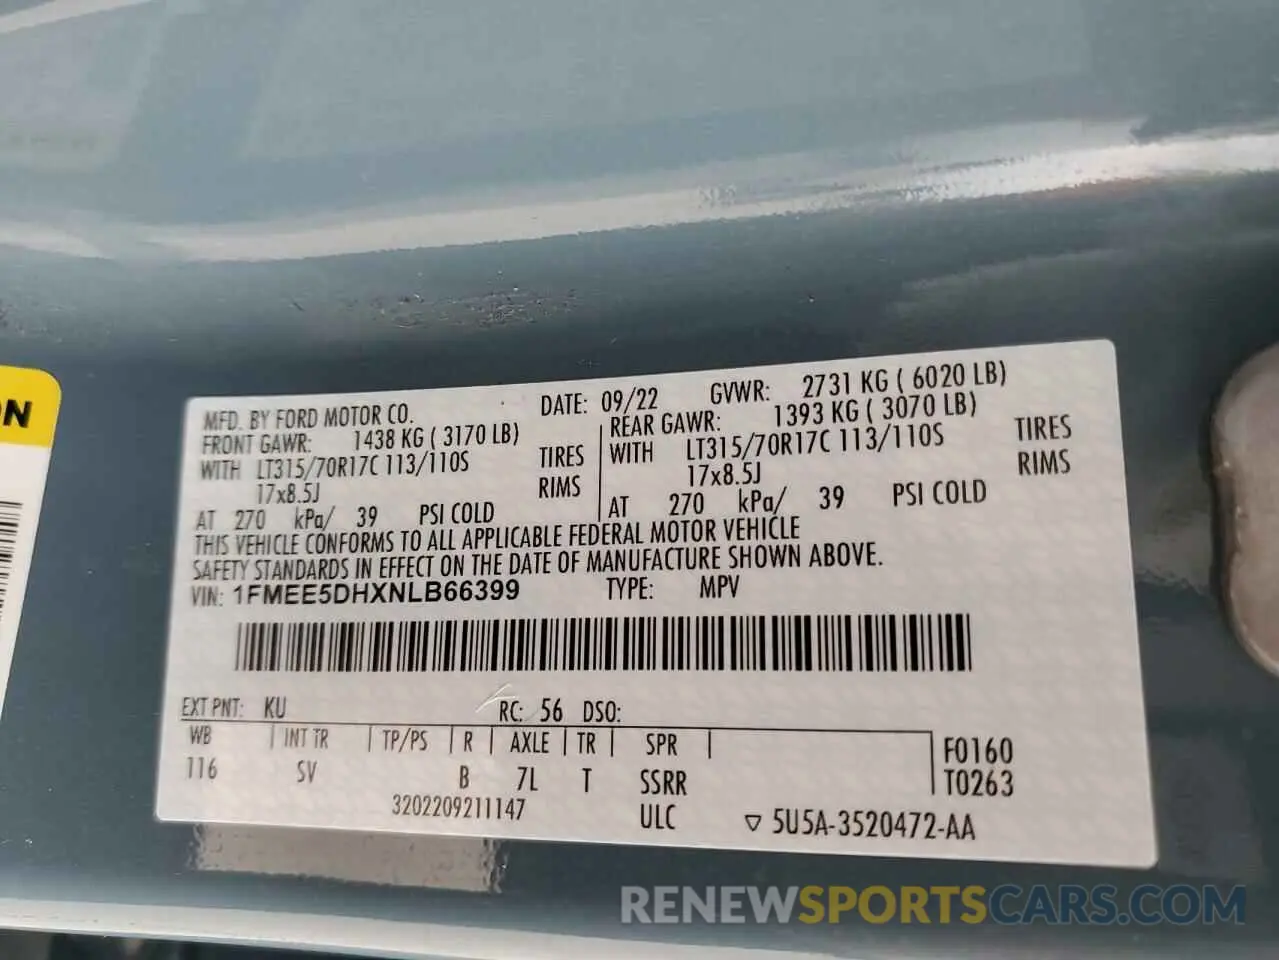 ON
MFD. BY FORD MOTOR CO. DATE: 09/22 GVWR: 2731 KG ( 6020 LB)
FRONT GAWR: 1438 KG ( 3170 LB) REAR GAWR: 1393 KG ( 3070 LB)
WITH LT315/70R17C 113/110S TIRES WITH LT315/70R17C 113/110S TIRES
17x8.5J RIMS 17x8.5J RIMS
AT 270 kPa/ 39 PSI COLD AT 270 kPa/ 39 PSI COLD
THIS VEHICLE CONFORMS TO ALL APPLICABLE FEDERAL MOTOR VEHICLE
SAFETY STANDARDS IN EFFECT ON THE DATE OF MANUFACTURE SHOWN ABOVE.
VIN: 1FMEE5DHXNLB66399 TYPE: MPV
EXT PNT: KU RC: 56 DSO:
WB | INT TR | TP/PS | R | AXLE | TR | SPR | F0160
116 SV B 7L T SSRR T0263
3202209211147 ULC ▽ 5U5A-3520472-AA
RENEWSPORTSCARS.COM